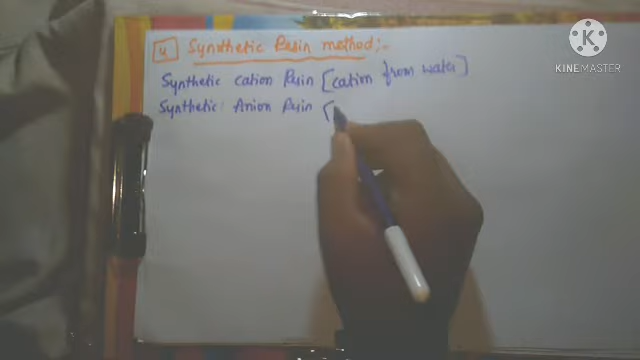 4 Synthetic Resin method:-
Synthetic cation Resin [cation from water]
Synthetic Anion Resin [
KINEMASTER